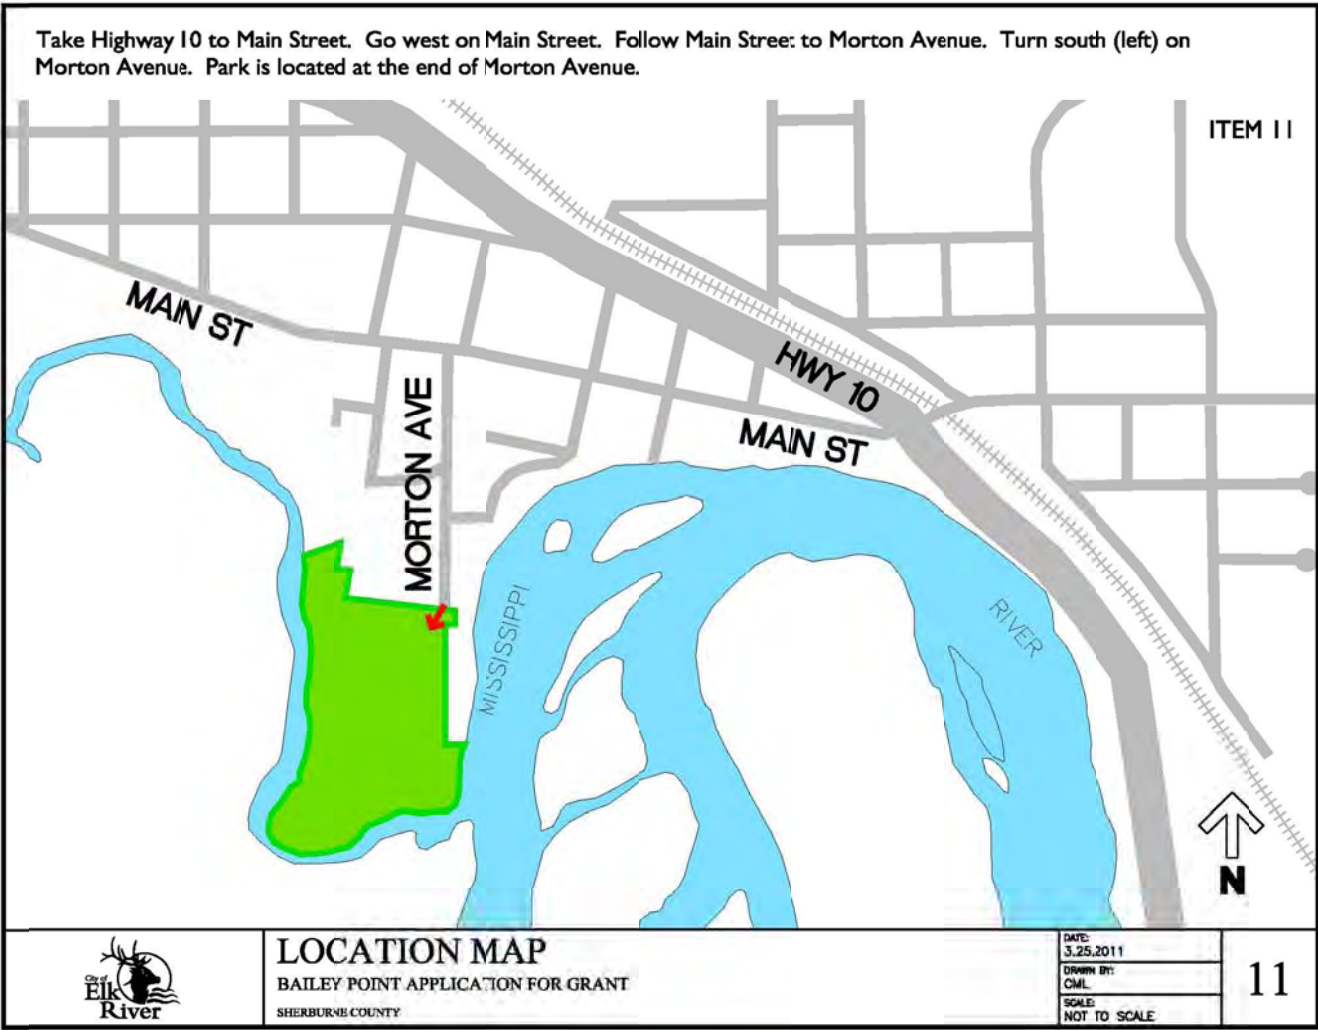 Take Highway 10 to Main Street. Go west on Main Street. Follow Main Street to Morton Avenue. Turn south (left) on
Morton Avenue. Park is located at the end of Morton Avenue.
ITEM 11
MAIN ST
HWY 10
MAIN ST
MORTON AVE
MISSISSIPPI
RIVER
N
City of
Elk
River
LOCATION MAP
BAILEY POINT APPLICATION FOR GRANT
SHERBURNE COUNTY
DATE:
3.25.2011
DRAWN BY:
CML
SCALE:
NOT TO SCALE
11